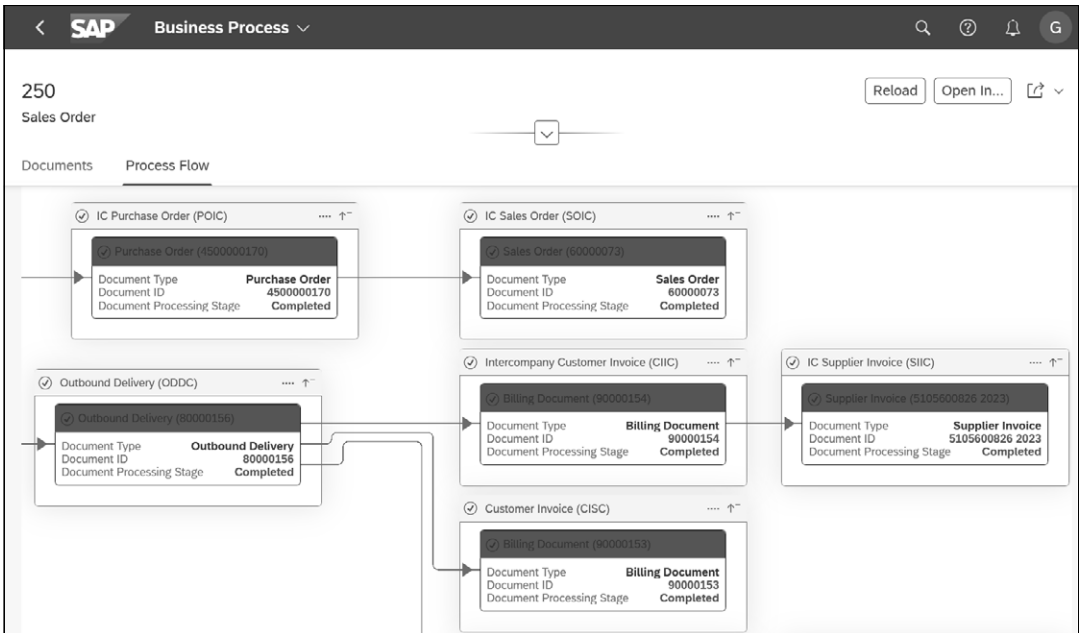 SAP Business Process
G
250
Sales Order
Reload Open In...
Documents Process Flow
IC Purchase Order (POIC)
Purchase Order (4500000170)
Document Type Purchase Order
Document ID 4500000170
Document Processing Stage Completed
IC Sales Order (SOIC)
Sales Order (60000073)
Document Type Sales Order
Document ID 60000073
Document Processing Stage Completed
Outbound Delivery (ODDC)
Outbound Delivery (80000156)
Document Type Outbound Delivery
Document ID 80000156
Document Processing Stage Completed
Intercompany Customer Invoice (CIIC)
Billing Document (90000154)
Document Type Billing Document
Document ID 90000154
Document Processing Stage Completed
IC Supplier Invoice (SIIC)
Supplier Invoice (5105600826 2023)
Document Type Supplier Invoice
Document ID 5105600826 2023
Document Processing Stage Completed
Customer Invoice (CISC)
Billing Document (90000153)
Document Type Billing Document
Document ID 90000153
Document Processing Stage Completed